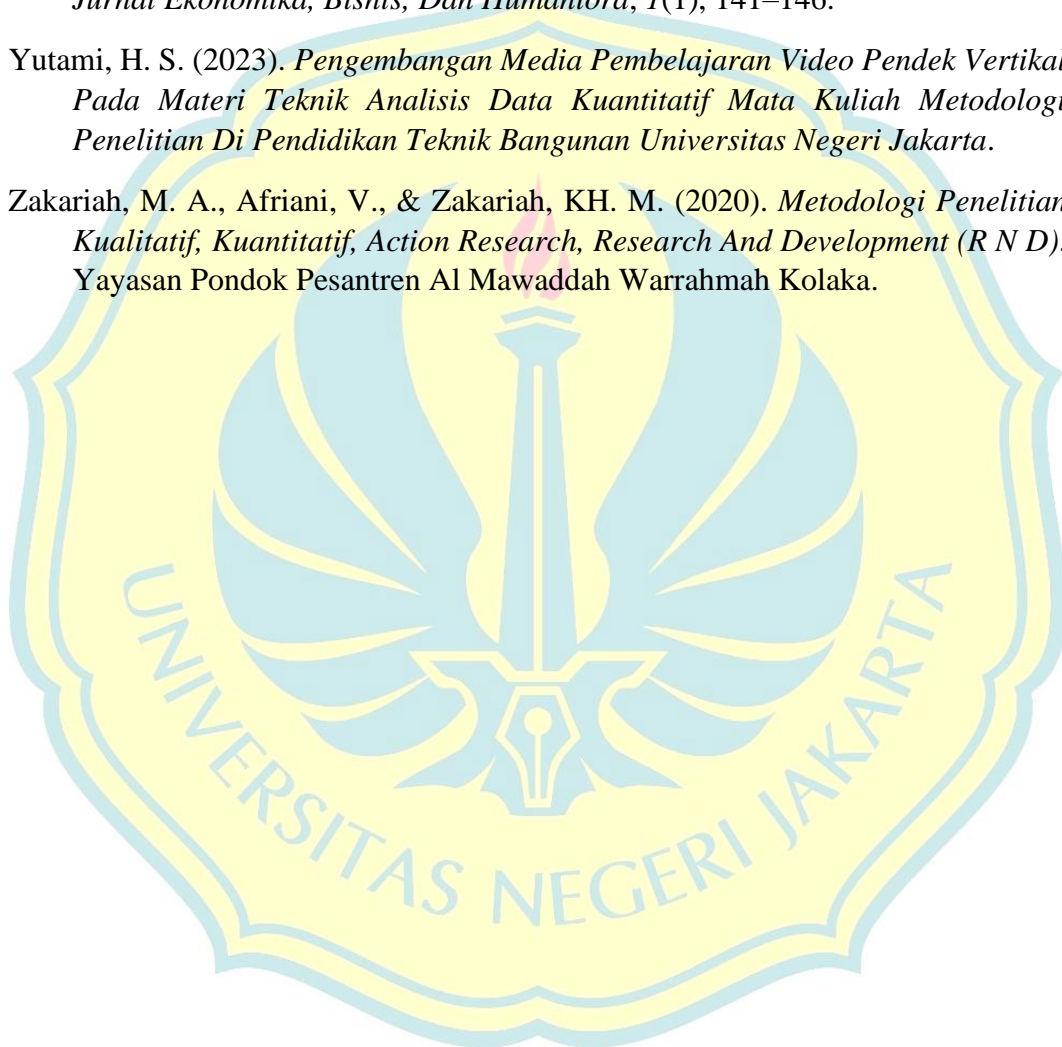 Jurnal Ekonomika, Bisnis, Dan Humaniora, 1(1), 141–146.
Yutami, H. S. (2023). Pengembangan Media Pembelajaran Video Pendek Vertikal
Pada Materi Teknik Analisis Data Kuantitatif Mata Kuliah Metodologi
Penelitian Di Pendidikan Teknik Bangunan Universitas Negeri Jakarta.
Zakariah, M. A., Afriani, V., & Zakariah, KH. M. (2020). Metodologi Penelitian
Kualitatif, Kuantitatif, Action Research, Research And Development (R N D).
Yayasan Pondok Pesantren Al Mawaddah Warrahmah Kolaka.
UNIVERSITAS NEGERI JAKARTA